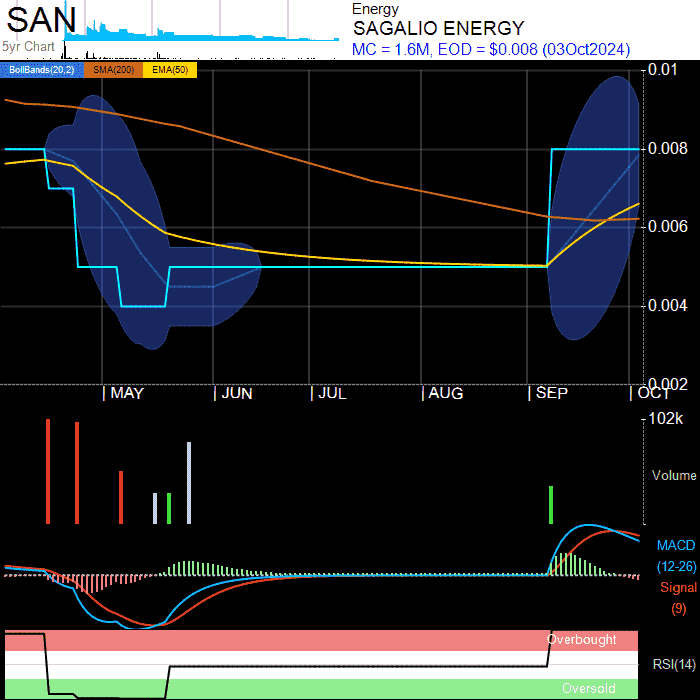 SAN
5yr Chart
Energy
SAGALIO ENERGY
MC = 1.6M, EOD = $0.008 (03Oct2024)
BollBands(20,2) SMA(200) EMA(50)
0.01
0.008
0.006
0.004
0.002
| MAY | JUN | JUL | AUG | SEP | OCT
102k
Volume
MACD
(12-26)
Signal
(9)
Overbought
RSI(14)
Oversold